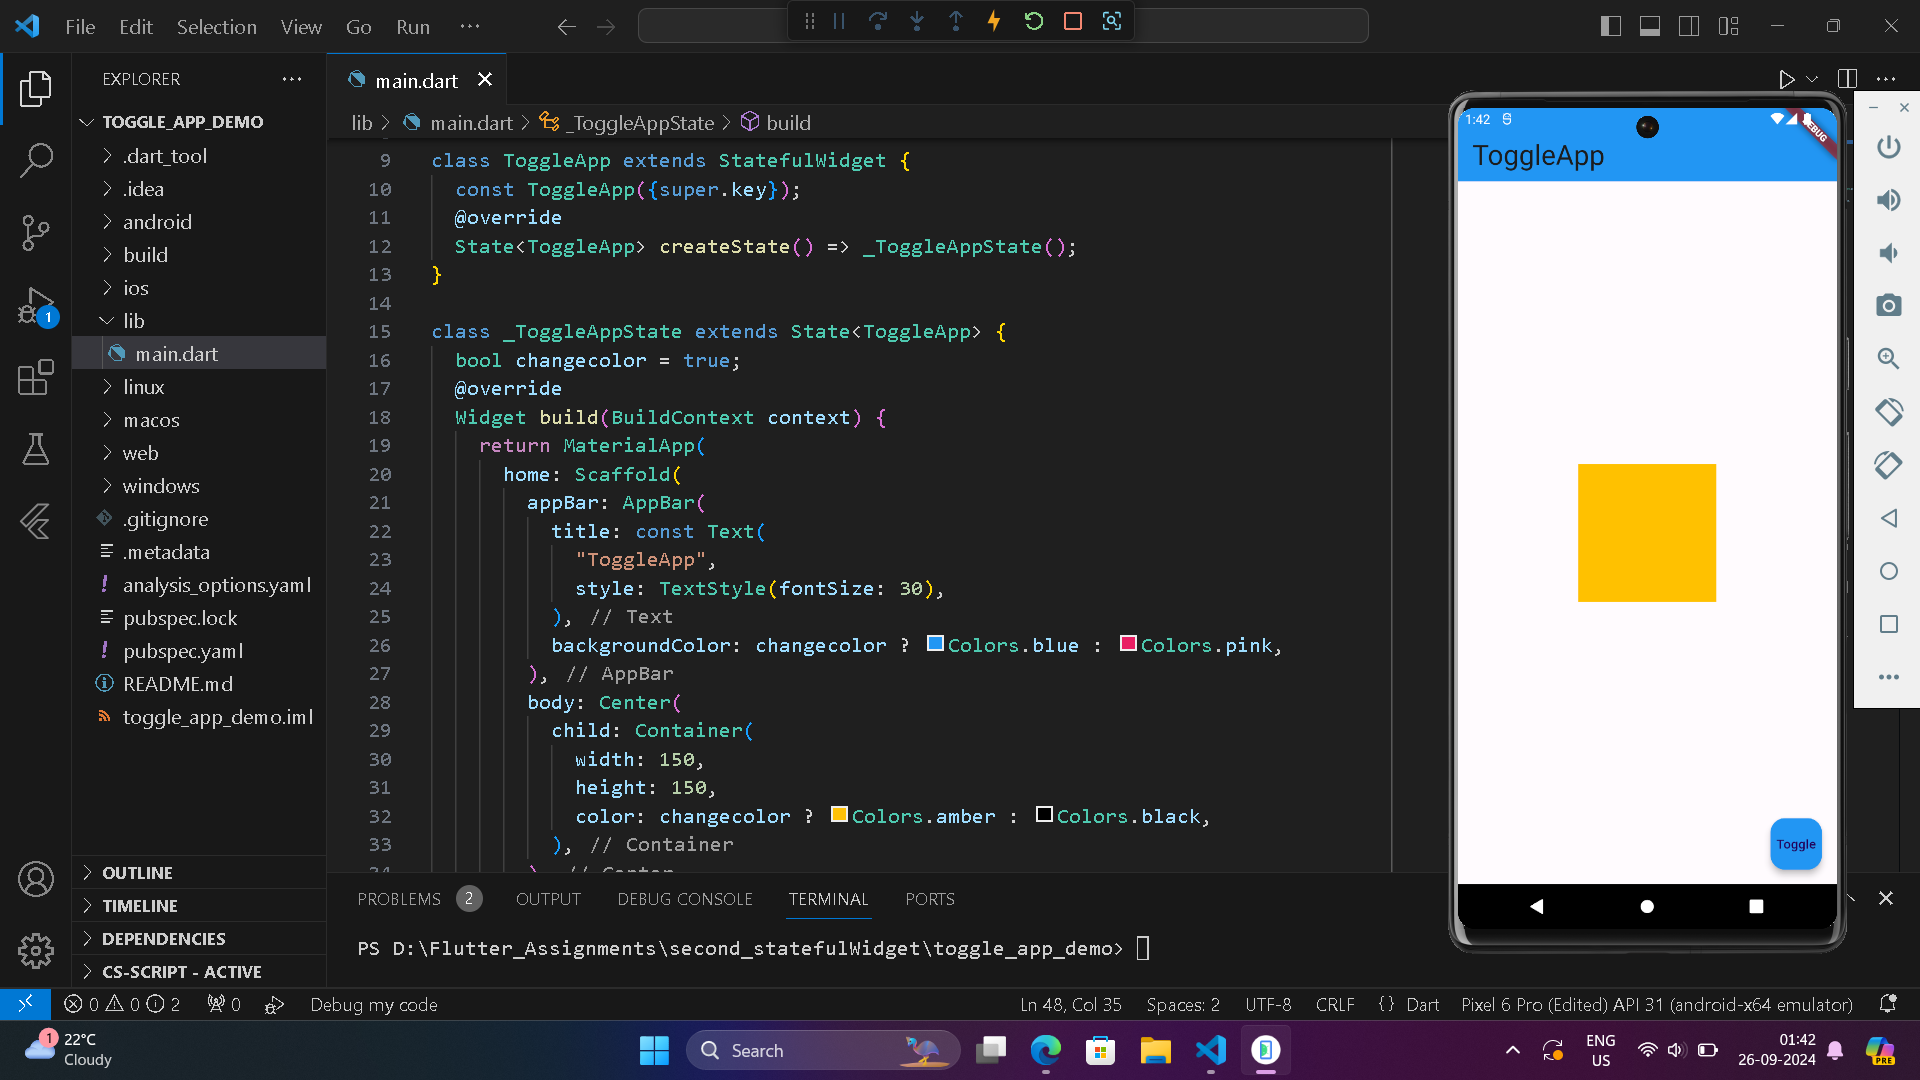 File Edit Selection View Go Run ···
EXPLORER ···
main.dart
TOGGLE_APP_DEMO
.dart_tool
.idea
android
build
ios
lib
main.dart
linux
macos
web
windows
.gitignore
.metadata
analysis_options.yaml
pubspec.lock
pubspec.yaml
README.md
toggle_app_demo.iml
OUTLINE
TIMELINE
DEPENDENCIES
CS-SCRIPT - ACTIVE
1
lib > main.dart > _ToggleAppState > build
9 class ToggleApp extends StatefulWidget {
10 const ToggleApp({super.key});
11 @override
12 State<ToggleApp> createState() => _ToggleAppState();
13 }
14
15 class _ToggleAppState extends State<ToggleApp> {
16 bool changecolor = true;
17 @override
18 Widget build(BuildContext context) {
19 return MaterialApp(
20 home: Scaffold(
21 appBar: AppBar(
22 title: const Text(
23 "ToggleApp",
24 style: TextStyle(fontSize: 30),
25 ), // Text
26 backgroundColor: changecolor ? Colors.blue : Colors.pink,
27 ), // AppBar
28 body: Center(
29 child: Container(
30 width: 150,
31 height: 150,
32 color: changecolor ? Colors.amber : Colors.black,
33 ), // Container
34 ), // Center
1:42
DEBUG
ToggleApp
Toggle
PROBLEMS 2 OUTPUT DEBUG CONSOLE TERMINAL PORTS
PS D:\Flutter_Assignments\second_statefulWidget\toggle_app_demo>
0 0 2 0 Debug my code Ln 48, Col 35 Spaces: 2 UTF-8 CRLF {} Dart Pixel 6 Pro (Edited) API 31 (android-x64 emulator)
1
22°C
Cloudy
Search
ENG
US
01:42
26-09-2024
PRE